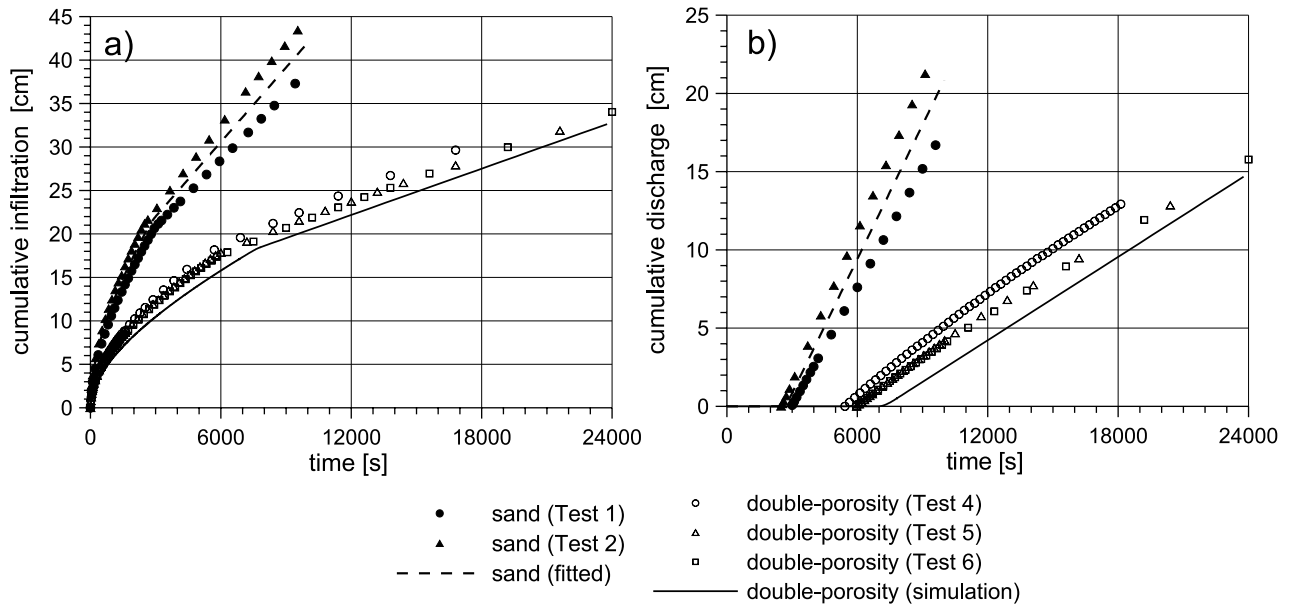 a)
cumulative infiltration [cm]
45
40
35
30
25
20
15
10
5
0
0 6000 12000 18000 24000
time [s]
b)
cumulative discharge [cm]
25
20
15
10
5
0
0 6000 12000 18000 24000
time [s]
sand (Test 1)
sand (Test 2)
sand (fitted)
double-porosity (Test 4)
double-porosity (Test 5)
double-porosity (Test 6)
double-porosity (simulation)